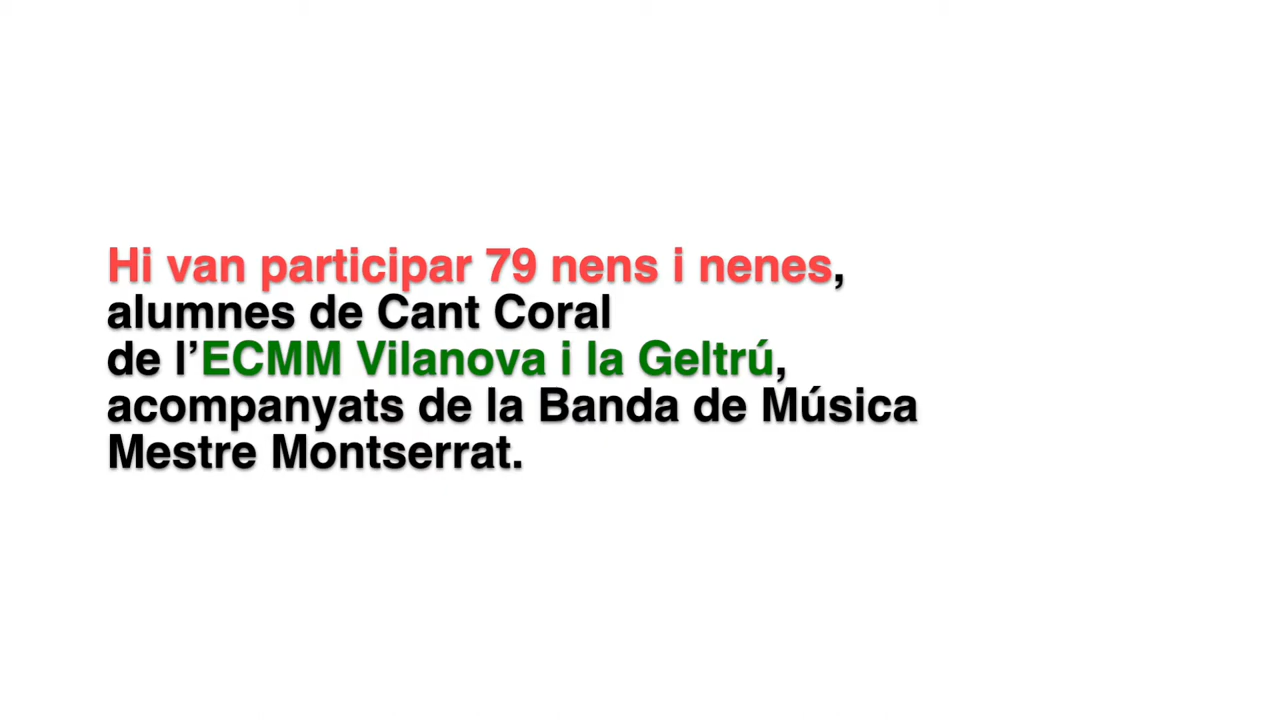 Hi van participar 79 nens i nenes,
alumnes de Cant Coral
de l’ECMM Vilanova i la Geltrú,
acompanyats de la Banda de Música
Mestre Montserrat.